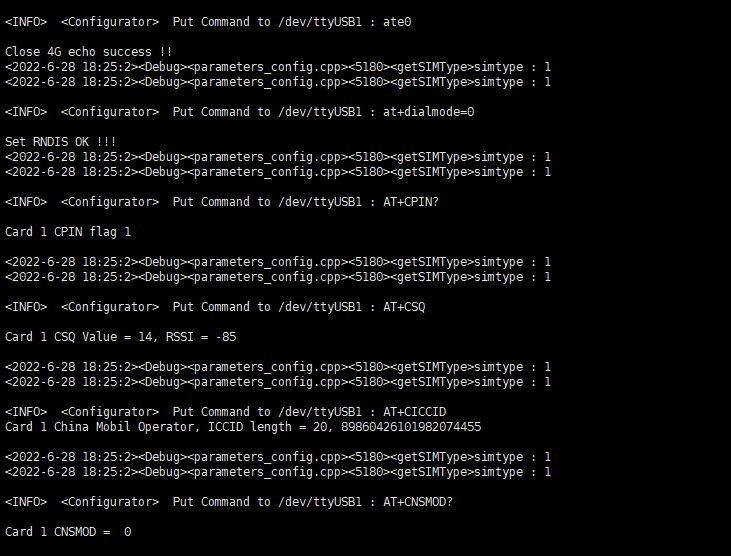 <INFO>  <Configurator>  Put Command to /dev/ttyUSB1 : ate0
Close 4G echo success !!
<2022-6-28 18:25:2><Debug><parameters_config.cpp><5180><getSIMType>simtype : 1
<2022-6-28 18:25:2><Debug><parameters_config.cpp><5180><getSIMType>simtype : 1
<INFO>  <Configurator>  Put Command to /dev/ttyUSB1 : at+dialmode=0
Set RNDIS OK !!!
<2022-6-28 18:25:2><Debug><parameters_config.cpp><5180><getSIMType>simtype : 1
<2022-6-28 18:25:2><Debug><parameters_config.cpp><5180><getSIMType>simtype : 1
<INFO>  <Configurator>  Put Command to /dev/ttyUSB1 : AT+CPIN?
Card 1 CPIN flag 1
<2022-6-28 18:25:2><Debug><parameters_config.cpp><5180><getSIMType>simtype : 1
<2022-6-28 18:25:2><Debug><parameters_config.cpp><5180><getSIMType>simtype : 1
<INFO>  <Configurator>  Put Command to /dev/ttyUSB1 : AT+CSQ
Card 1 CSQ Value = 14, RSSI = -85
<2022-6-28 18:25:2><Debug><parameters_config.cpp><5180><getSIMType>simtype : 1
<2022-6-28 18:25:2><Debug><parameters_config.cpp><5180><getSIMType>simtype : 1
<INFO>  <Configurator>  Put Command to /dev/ttyUSB1 : AT+CICCID
Card 1 China Mobil Operator, ICCID length = 20, 89860426101982074455
<2022-6-28 18:25:2><Debug><parameters_config.cpp><5180><getSIMType>simtype : 1
<2022-6-28 18:25:2><Debug><parameters_config.cpp><5180><getSIMType>simtype : 1
<INFO>  <Configurator>  Put Command to /dev/ttyUSB1 : AT+CNSMOD?
Card 1 CNSMOD =  0